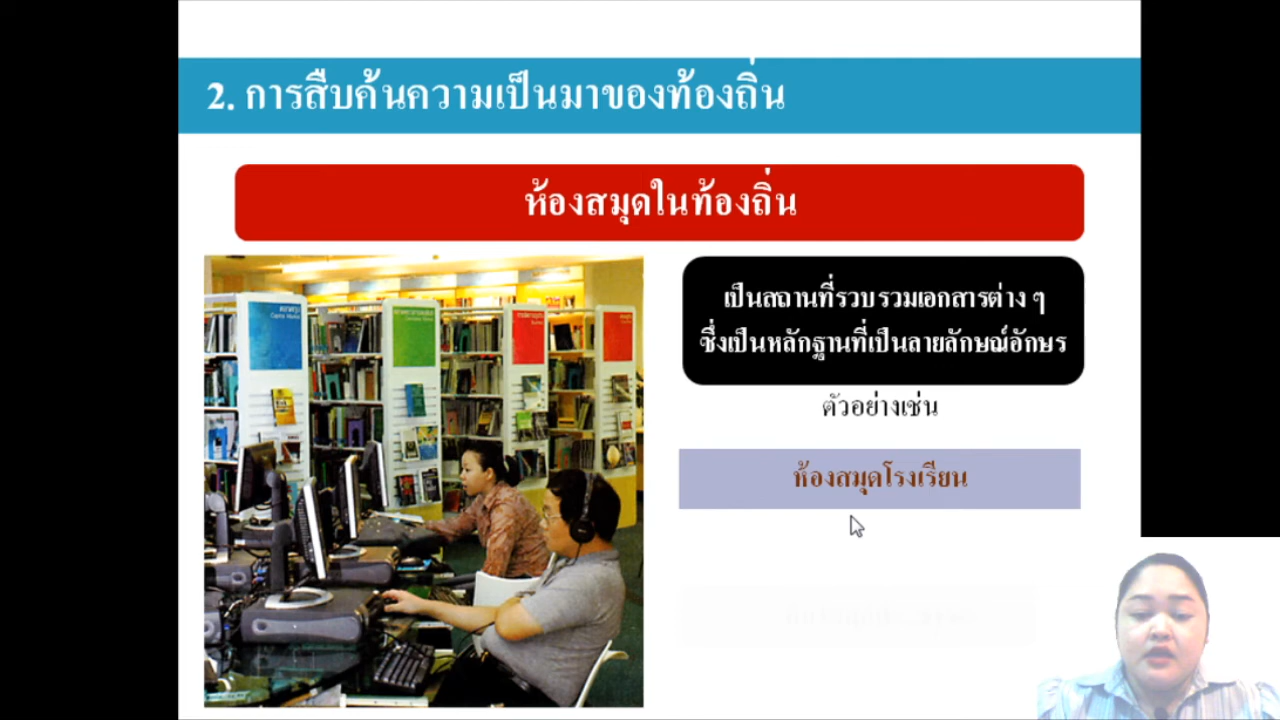 2. การสืบค้นความเป็นมาของท้องถิ่น
ห้องสมุดในท้องถิ่น
เป็นสถานที่รวบรวมเอกสารต่าง ๆ
ซึ่งเป็นหลักฐานที่เป็นลายลักษณ์อักษร
ตัวอย่างเช่น
ห้องสมุดโรงเรียน